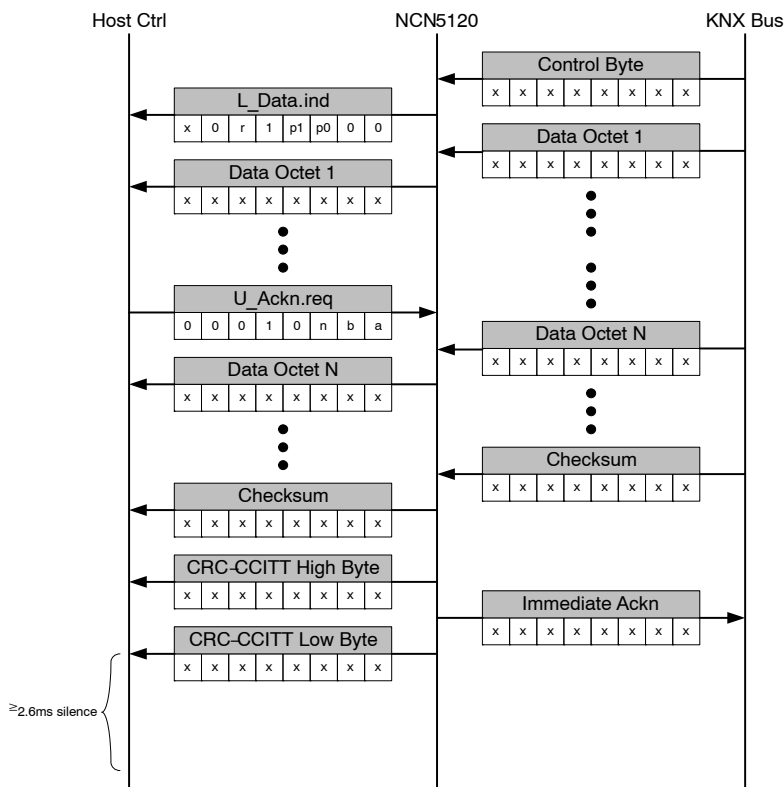 Host Ctrl NCN5120 KNX Bus
Control Byte
x x x x x x x x
L_Data.ind
x 0 r 1 p1 p0 0 0
Data Octet 1
x x x x x x x x
Data Octet 1
x x x x x x x x
U_Ackn.req
0 0 0 1 0 n b a
Data Octet N
x x x x x x x x
Data Octet N
x x x x x x x x
Checksum
x x x x x x x x
Checksum
x x x x x x x x
CRC-CCITT High Byte
x x x x x x x x
Immediate Ackn
x x x x x x x x
CRC-CCITT Low Byte
x x x x x x x x
≥2.6ms silence